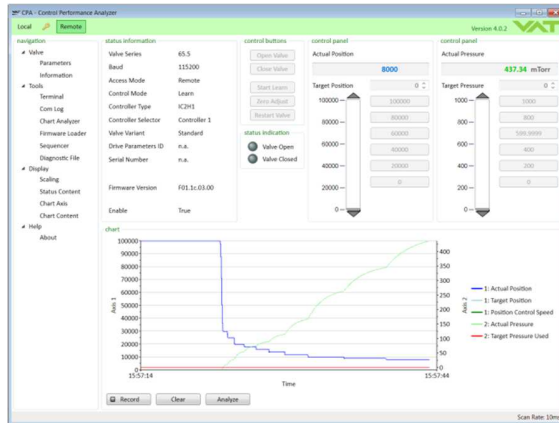 CPA - Control Performance Analyzer
Local Remote Version 4.0.2 VAT
navigation
Valve
Parameters
Information
Tools
Terminal
Com Log
Chart Analyzer
Firmware Loader
Sequencer
Diagnostic File
Display
Scaling
Status Content
Chart Axis
Chart Content
Help
About
status information
Valve Series 65.5
Baud 115200
Access Mode Remote
Control Mode Learn
Controller Type IC2H1
Controller Selector Controller 1
Valve Variant Standard
Drive Parameters ID n.a.
Serial Number n.a.
Firmware Version F01.1c.03.00
Enable True
control buttons
Open Valve
Close Valve
Start Learn
Zero Adjust
Restart Valve
status indication
Valve Open
Valve Closed
control panel
Actual Position
8000
Target Position 0
100000 100000
80000 80000
60000 60000
40000 40000
20000
20000 0
0
control panel
Actual Pressure
437.34 mTorr
Target Pressure 0
1000 5000
800 800
600 599.9999
400 400
200
200 0
0
chart
Axis 1
100000
90000
80000
70000
60000
50000
40000
30000
20000
10000
0
15:57:14 15:57:44
Time
Axis 2
400
350
300
250
200
150
100
50
0
1: Actual Position
1: Target Position
1: Position Control Speed
2: Actual Pressure
2: Target Pressure Used
Record Clear Analyze
Scan Rate: 10ms